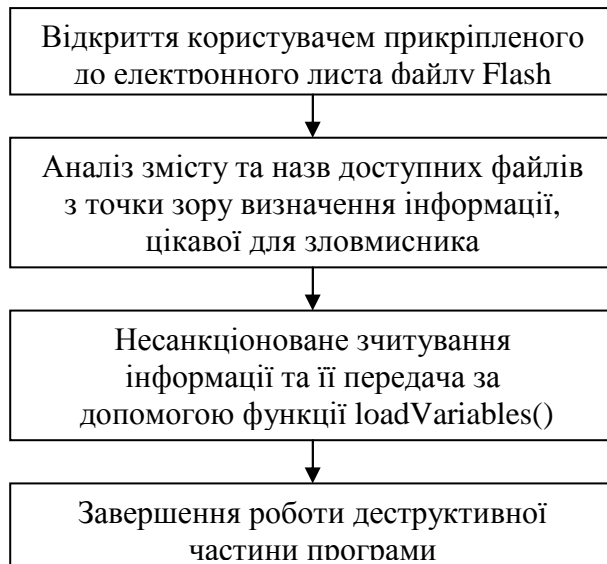 Відкриття користувачем прикріпленого
до електронного листа файлу Flash
Аналіз змісту та назв доступних файлів
з точки зору визначення інформації,
цікавої для зловмисника
Несанкціоноване зчитування
інформації та її передача за
допомогою функції loadVariables()
Завершення роботи деструктивної
частини програми